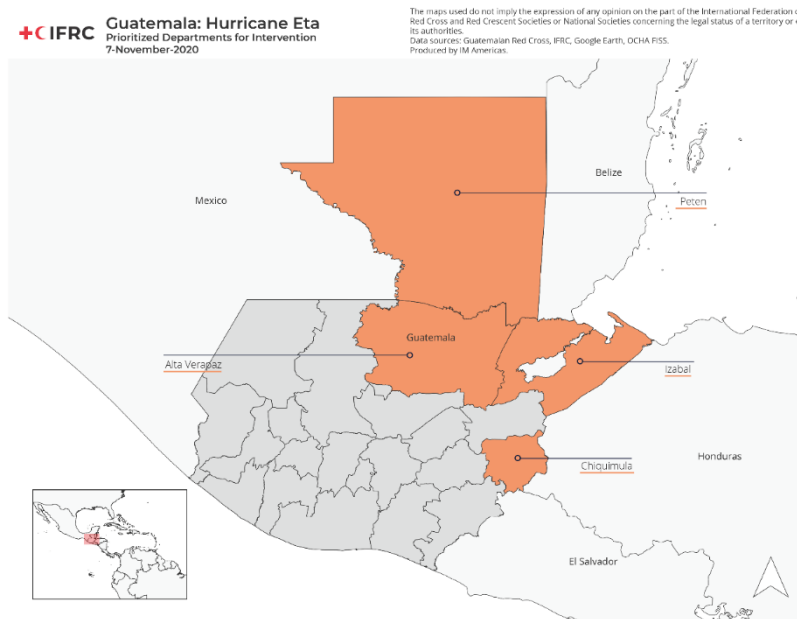 IFRC
Guatemala: Hurricane Eta
Prioritized Departments for Intervention
7-November-2020
The maps used do not imply the expression of any opinion on the part of the International Federation
Red Cross and Red Crescent Societies or National Societies concerning the legal status of a territory or
its authorities.
Data sources: Guatemalan Red Cross, IFRC, Google Earth, OCHA FISS.
Produced by IM Americas.
Belize
Mexico
Peten
Guatemala
Alta Verapaz
Izabal
Honduras
Chiquimula
El Salvador